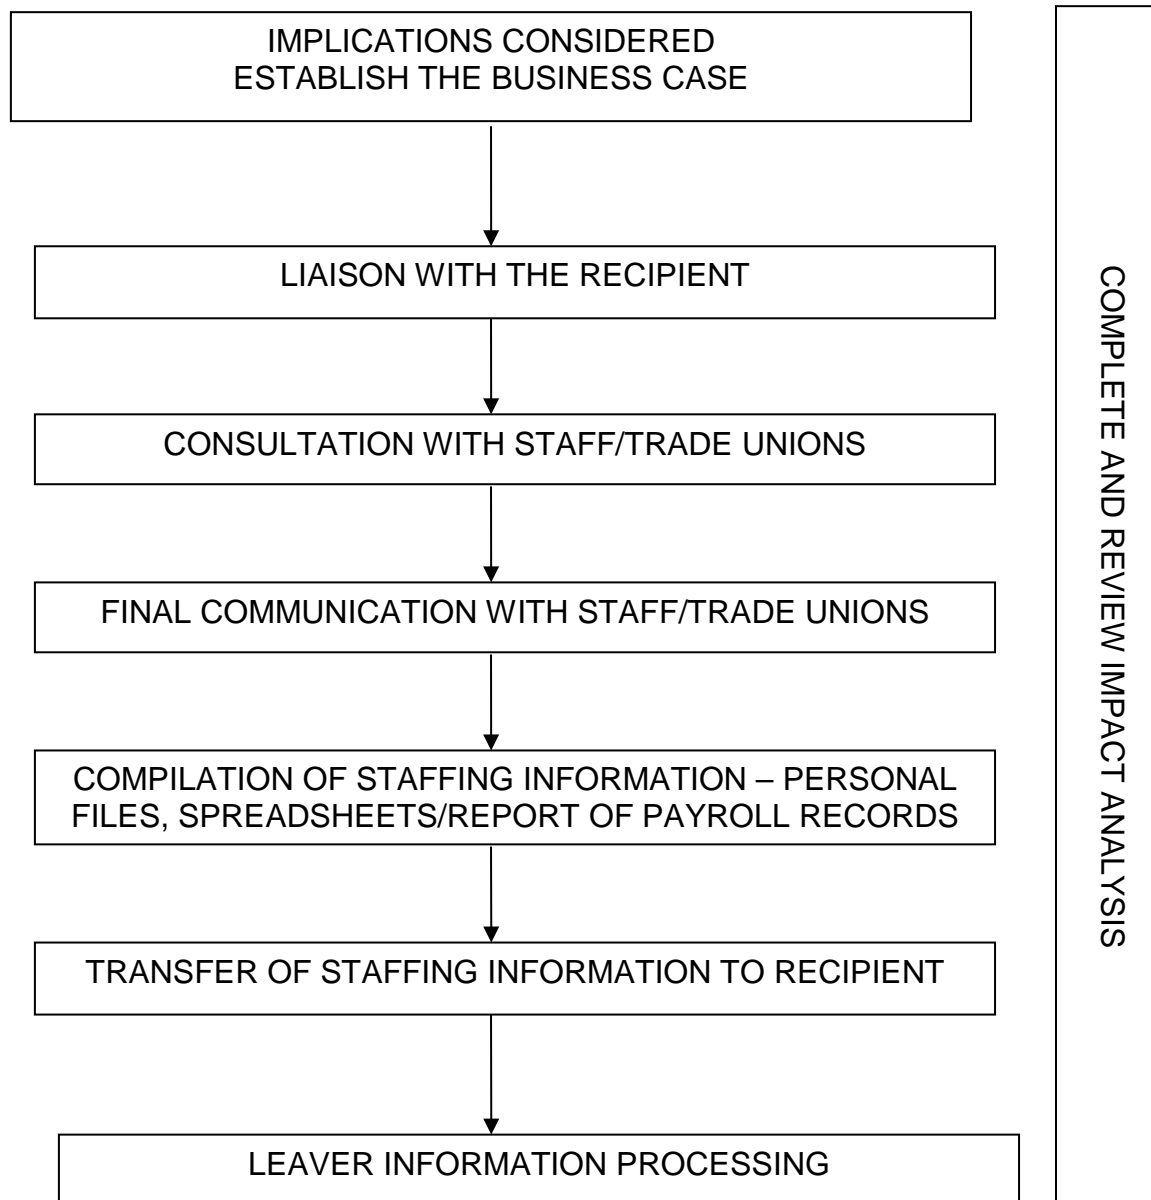 IMPLICATIONS CONSIDERED
ESTABLISH THE BUSINESS CASE
LIAISON WITH THE RECIPIENT
CONSULTATION WITH STAFF/TRADE UNIONS
FINAL COMMUNICATION WITH STAFF/TRADE UNIONS
COMPILATION OF STAFFING INFORMATION – PERSONAL
FILES, SPREADSHEETS/REPORT OF PAYROLL RECORDS
TRANSFER OF STAFFING INFORMATION TO RECIPIENT
LEAVER INFORMATION PROCESSING
COMPLETE AND REVIEW IMPACT ANALYSIS